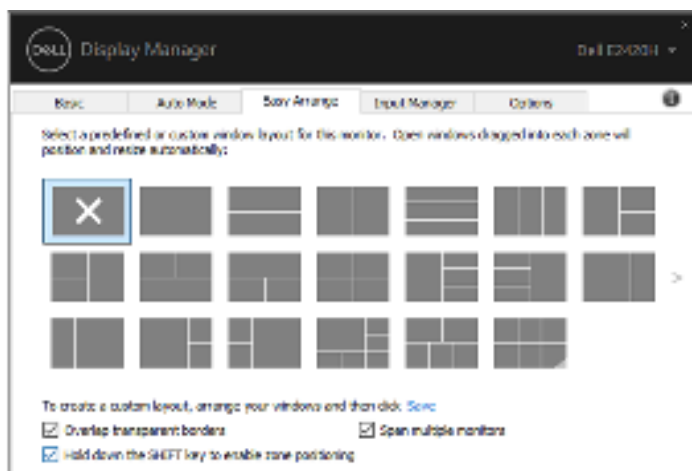 DELL Display Manager
Dell E2420H
Basic Auto Mode Easy Arrange Input Manager Options
Select a predefined or custom window layout for this monitor. Open windows dragged into each zone will
position and resize automatically:
To create a custom layout, arrange your windows and then click Save
Overlap transparent borders Span multiple monitors
Hold down the SHIFT key to enable zone positioning